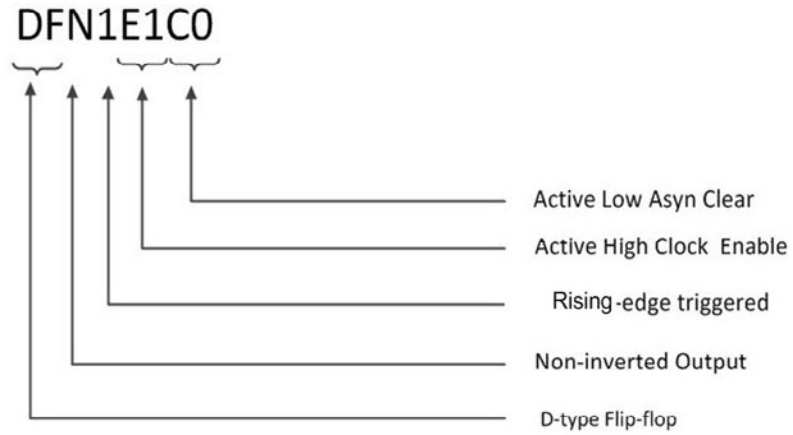 DFN1E1C0
Active Low Asyn Clear
Active High Clock Enable
Rising-edge triggered
Non-inverted Output
D-type Flip-flop